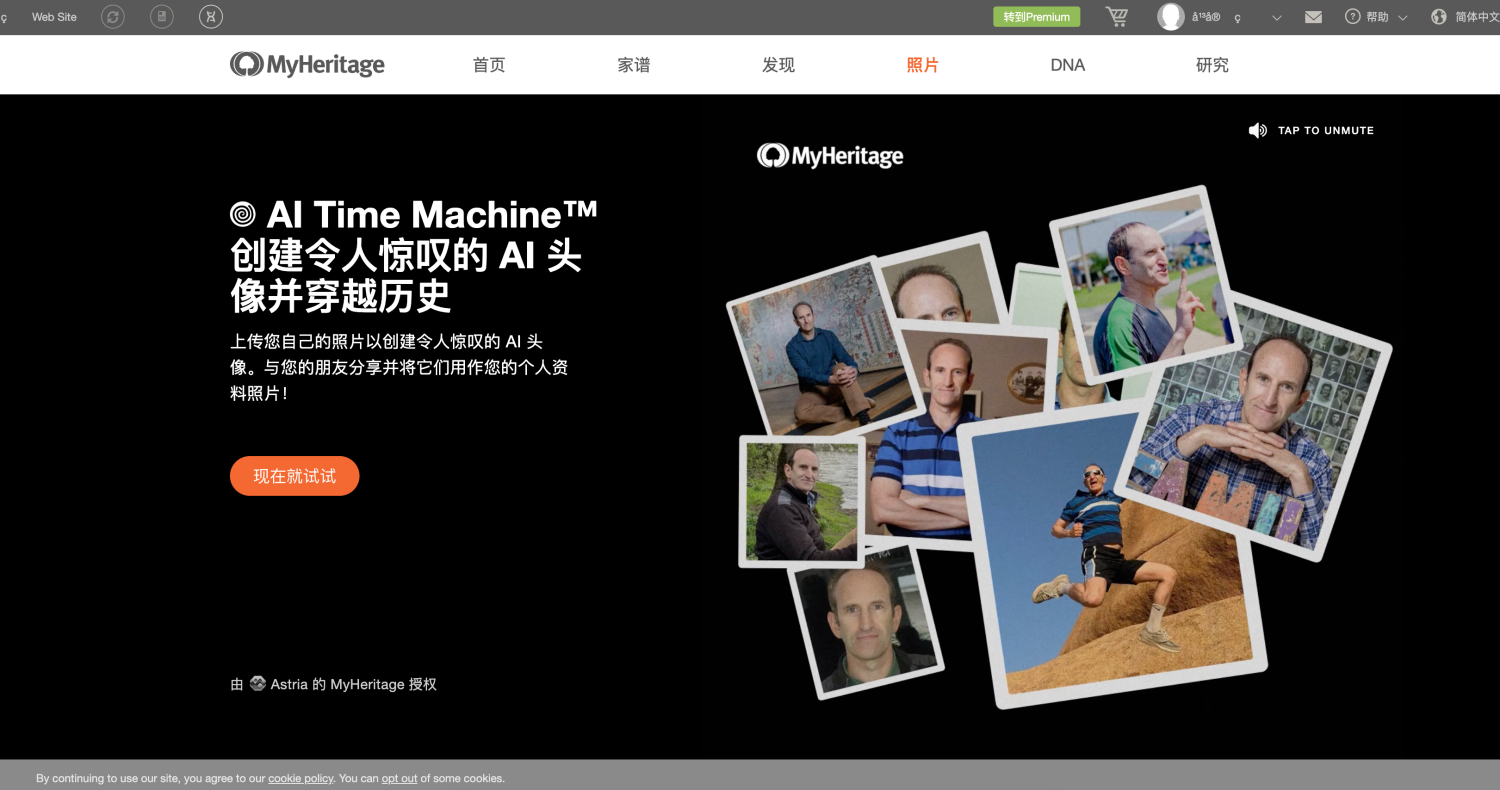 ç
Web Site
转到Premium
å¹³å®
ç
帮助
简体中文
MyHeritage
首页
家谱
发现
照片
DNA
研究
TAP TO UNMUTE
MyHeritage
AI Time Machine™
创建令人惊叹的 AI 头
像并穿越历史
上传您自己的照片以创建令人惊叹的 AI 头
像。与您的朋友分享并将它们用作您的个人资
料照片！
现在就试试
由 Astria 的 MyHeritage 授权
By continuing to use our site, you agree to our cookie policy. You can opt out of some cookies.